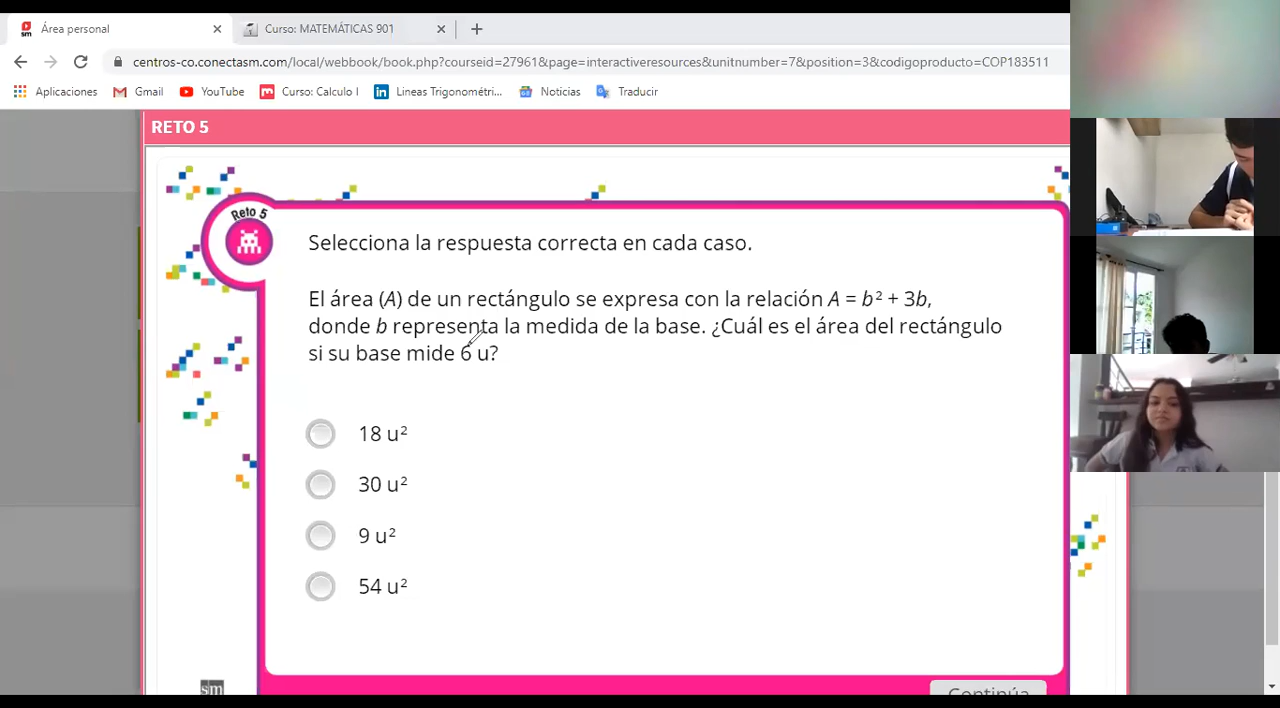 Área personal
Curso: MATEMÁTICAS 901
centros-co.conectasm.com/local/webbook/book.php?courseid=27961&page=interactiveresources&unitnumber=7&position=3&codigoproducto=COP183511
Aplicaciones Gmail YouTube Curso: Calculo I Lineas Trigonométri... Noticias Traducir
RETO 5
Reto 5
Selecciona la respuesta correcta en cada caso.
El área (A) de un rectángulo se expresa con la relación A = b² + 3b,
donde b representa la medida de la base. ¿Cuál es el área del rectángulo
si su base mide 6 u?
18 u²
30 u²
9 u²
54 u²
sm
Continúa